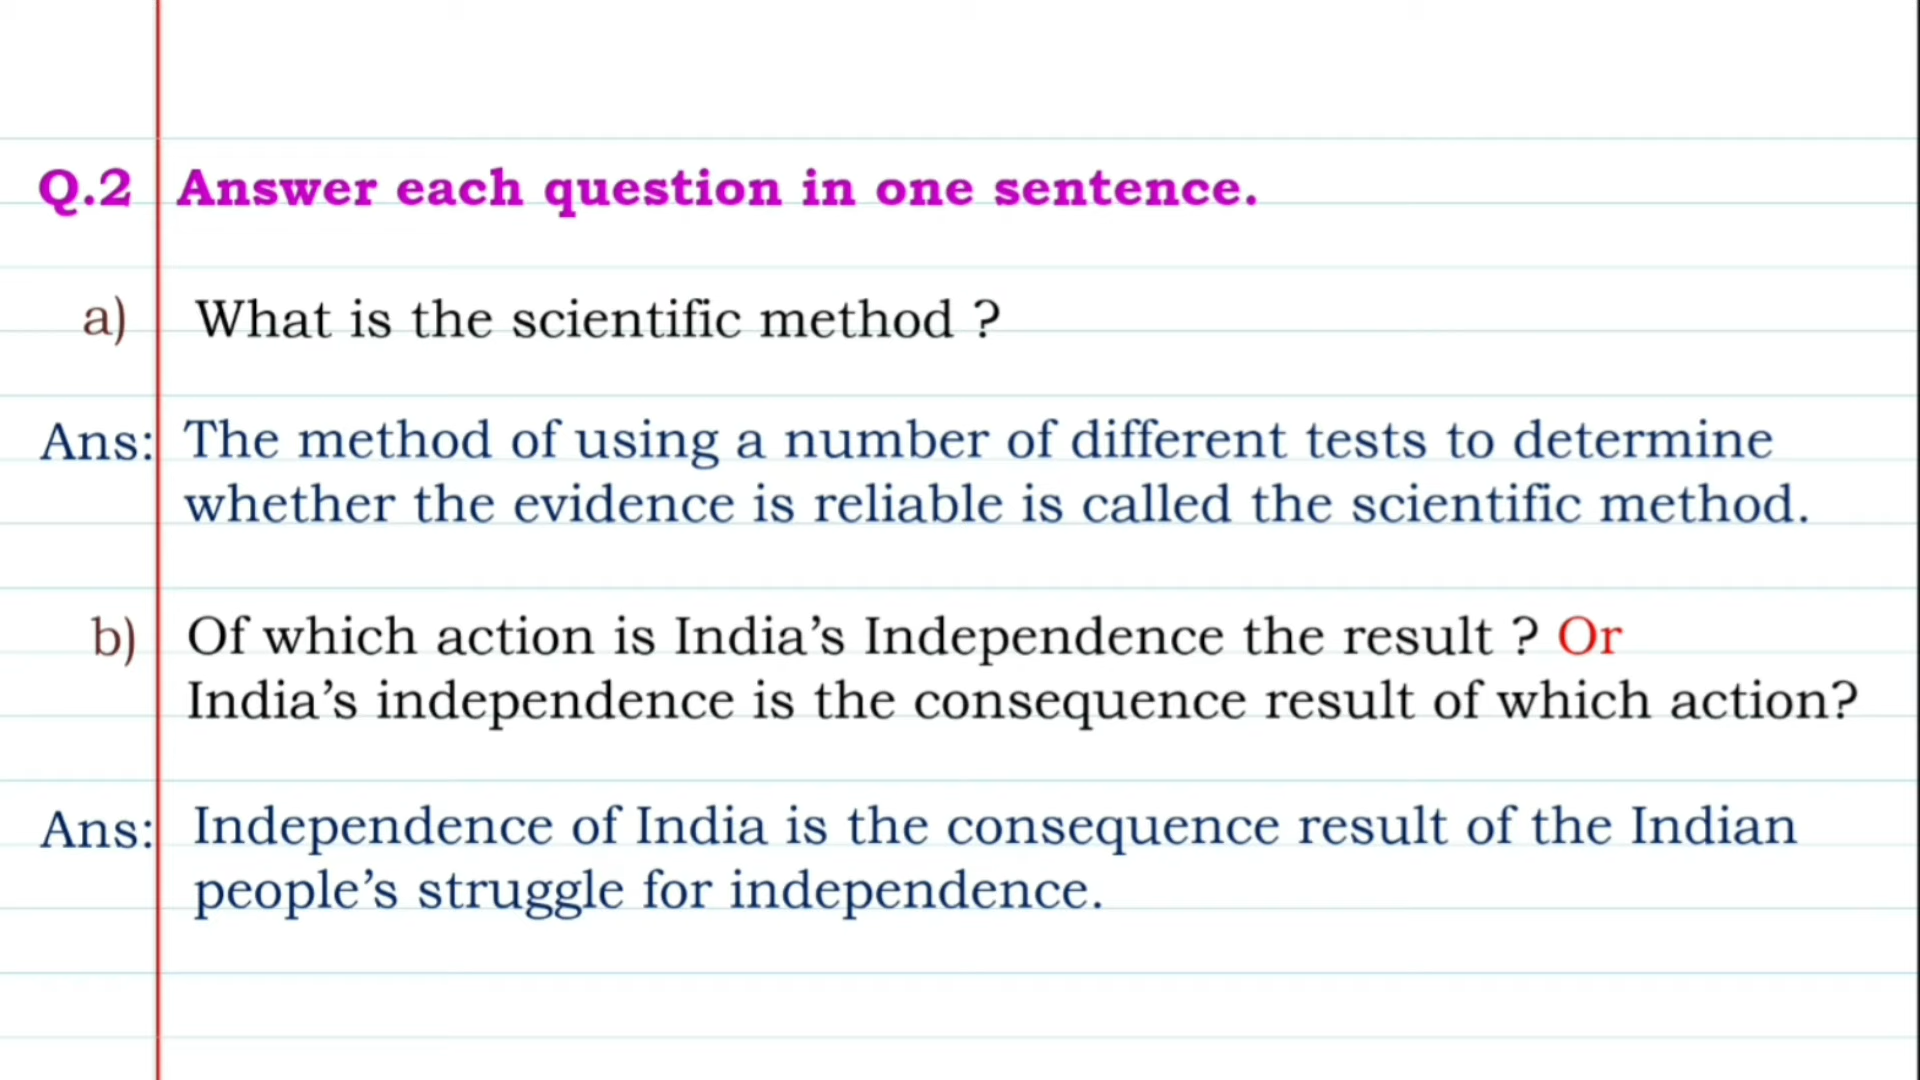 Q.2 Answer each question in one sentence.
a) What is the scientific method ?
Ans: The method of using a number of different tests to determine
whether the evidence is reliable is called the scientific method.
b) Of which action is India’s Independence the result ? Or
India’s independence is the consequence result of which action?
Ans: Independence of India is the consequence result of the Indian
people’s struggle for independence.